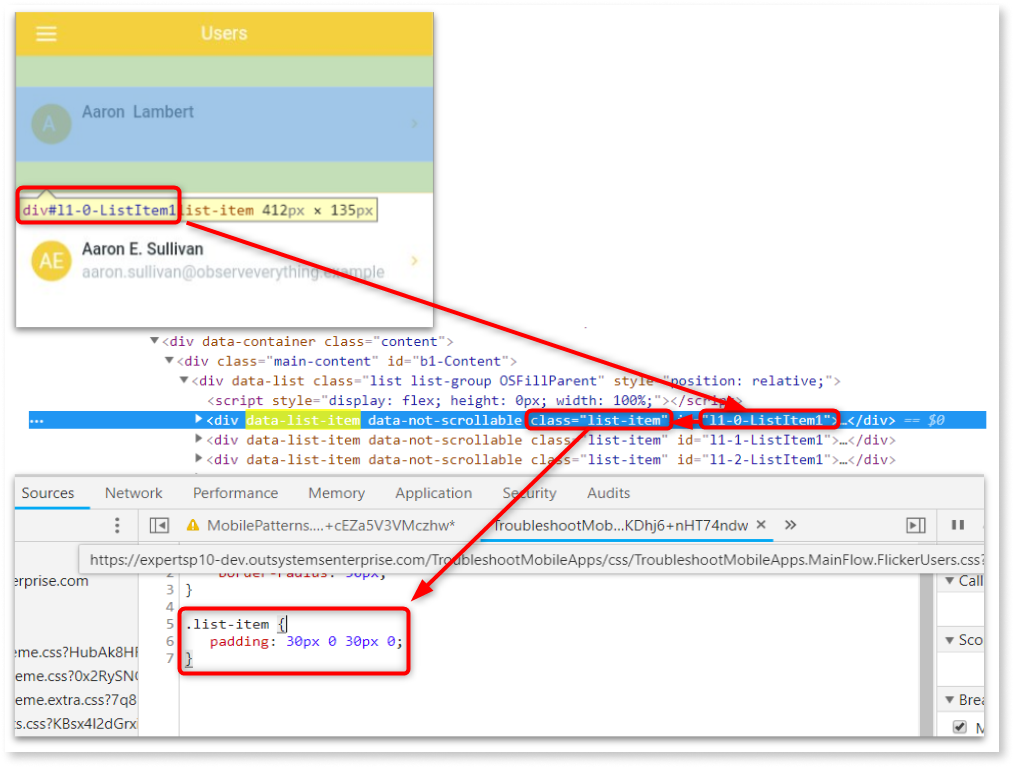 Users
A
Aaron Lambert
div#l1-0-ListItem1.list-item 412px × 135px
AE
Aaron E. Sullivan
aaron.sullivan@observeverything.example
▼<div data-container class="content">
▼<div class="main-content" id="b1-Content">
▼<div data-list class="list list-group OSFillParent" style="position: relative;">
<script style="display: flex; height: 0px; width: 100%;"></script>
... ▶<div data-list-item data-not-scrollable class="list-item" id="l1-0-ListItem1">…</div> == $0
▶<div data-list-item data-not-scrollable class="list-item" id="l1-1-ListItem1">…</div>
▶<div data-list-item data-not-scrollable class="list-item" id="l1-2-ListItem1">…</div>
Sources Network Performance Memory Application Security Audits
MobilePatterns....+cEZa5V3VMczhw* TroubleshootMob...KDhj6+nHT74ndw × »
https://expertsp10-dev.outsystemsenterprise.com/TroubleshootMobileApps/css/TroubleshootMobileApps.MainFlow.FlickerUsers.css?
2 border-radius: 50px;
erprise.com
▼ Call
3 }
4
5 .list-item {
6 padding: 30px 0 30px 0;
7 }
▼ Sco
eme.css?HubAk8HF
eme.css?0x2RySN
eme.extra.css?7q8
▼ Brea
s.css?KBsx4I2dGrxi